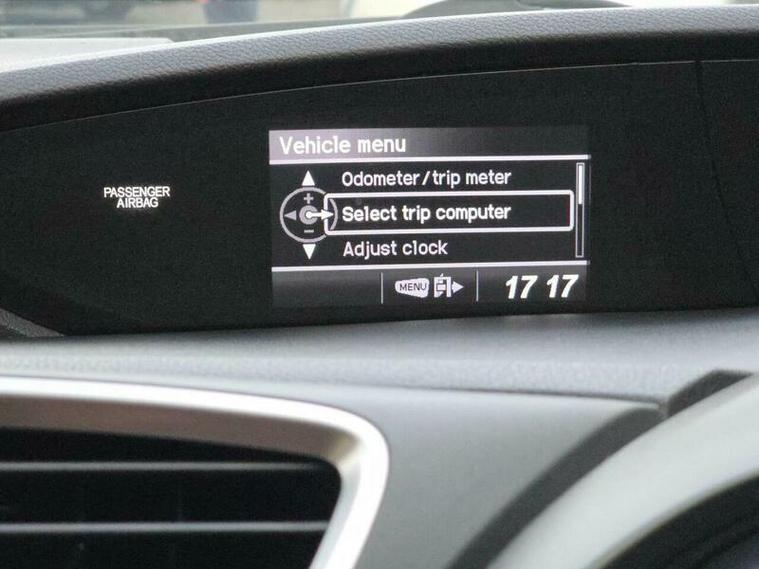 Vehicle menu
Odometer/trip meter
PASSENGER
AIRBAG
Select trip computer
Adjust clock
MENU
17 17